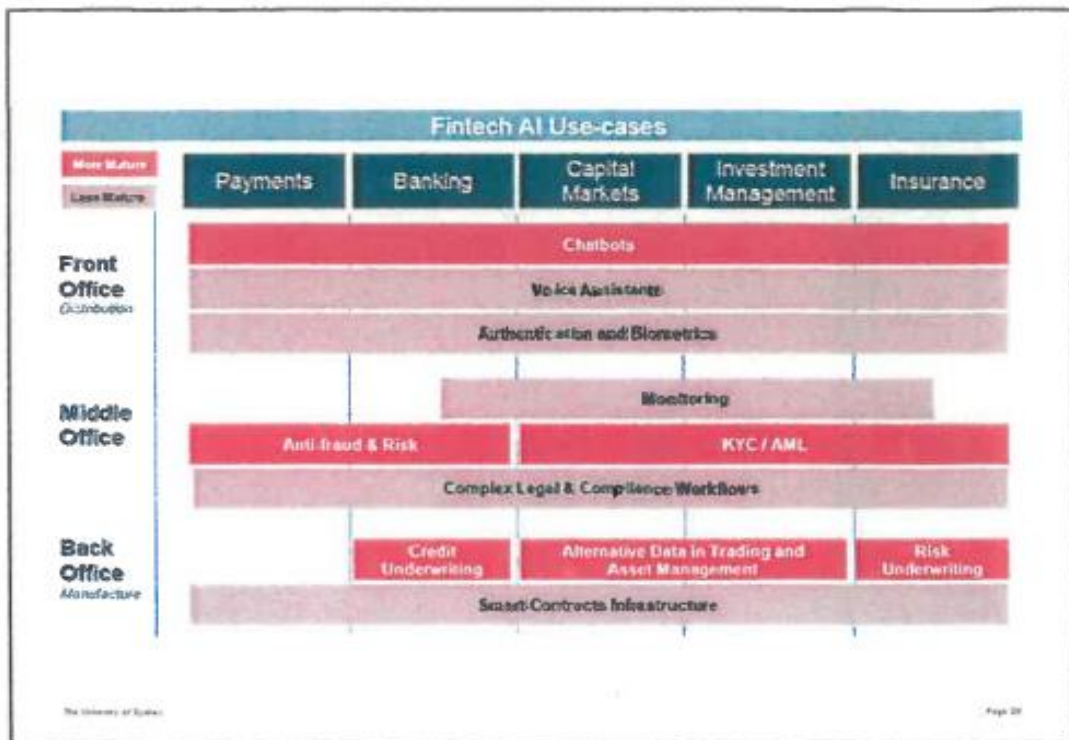 Fintech AI Use-cases
More Mature
Less Mature
Payments
Banking
Capital
Markets
Investment
Management
Insurance
Front
Office
Distribution
Chatbots
Voice Assistants
Authentication and Biometrics
Middle
Office
Monitoring
Anti-fraud & Risk
KYC / AML
Complex Legal & Compliance Workflows
Back
Office
Manufacture
Credit
Underwriting
Alternative Data in Trading and
Asset Management
Risk
Underwriting
Smart-Contracts Infrastructure
The University of Sydney
Page